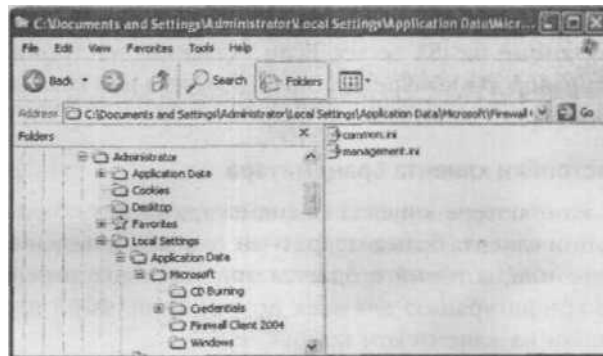 C:\Documents and Settings\Administrator\Local Settings\Application Data\Micr...
File Edit View Favorites Tools Help
Back Search Folders
Address C:\Documents and Settings\Administrator\Local Settings\Application Data\Microsoft\Firewall Go
Folders
Administrator
Application Data
Cookies
Desktop
Favorites
Local Settings
Application Data
Microsoft
CD Burning
Credentials
Firewall Client 2004
Windows
common.ini
management.ini